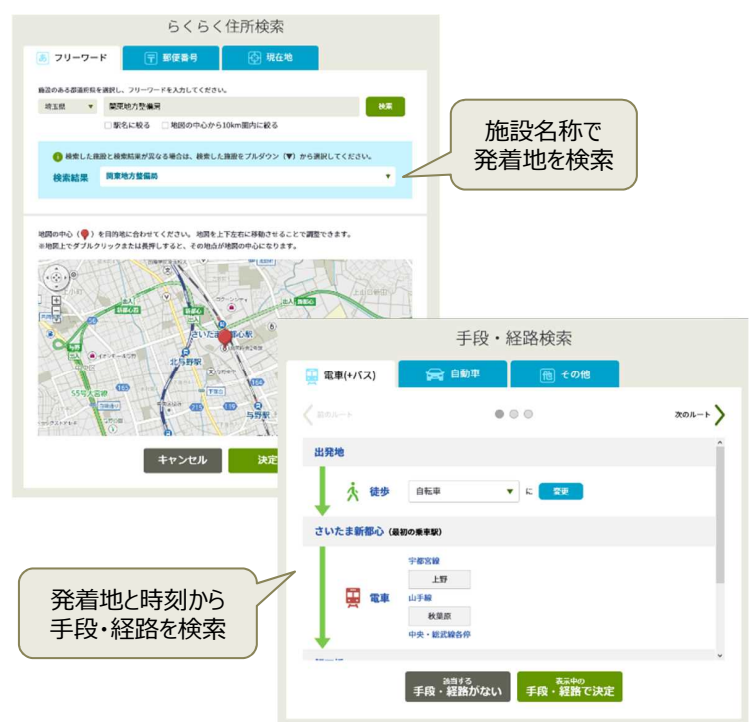 らくらく住所検索
フリーワード
郵便番号
現在地
施設のある都道府県を選択し、フリーワードを入力してください。
埼玉県 ▼
関東地方整備局
検索
駅名に絞る
地図の中心から10km圏内に絞る
検索した施設と検索結果が異なる場合は、検索した施設をプルダウン（▼）から選択してください。
検索結果
関東地方整備局 ▼
施設名称で
発着地を検索
地図の中心（ ）を目的地に合わせてください。 地図を上下左右に移動させることで調整できます。
※地図上でダブルクリックまたは長押しすると、その地点が地図の中心になります。
北与野駅
与野駅
キャンセル
決定
手段・経路検索
電車(+バス)
自動車
他 その他
前のルート
次のルート
出発地
徒歩
自転車 ▼
に
変更
さいたま新都心（最初の乗車駅）
電車
宇都宮線
上野
山手線
秋葉原
中央・総武線各停
該当する
手段・経路がない
表示中の
手段・経路で決定
発着地と時刻から
手段・経路を検索